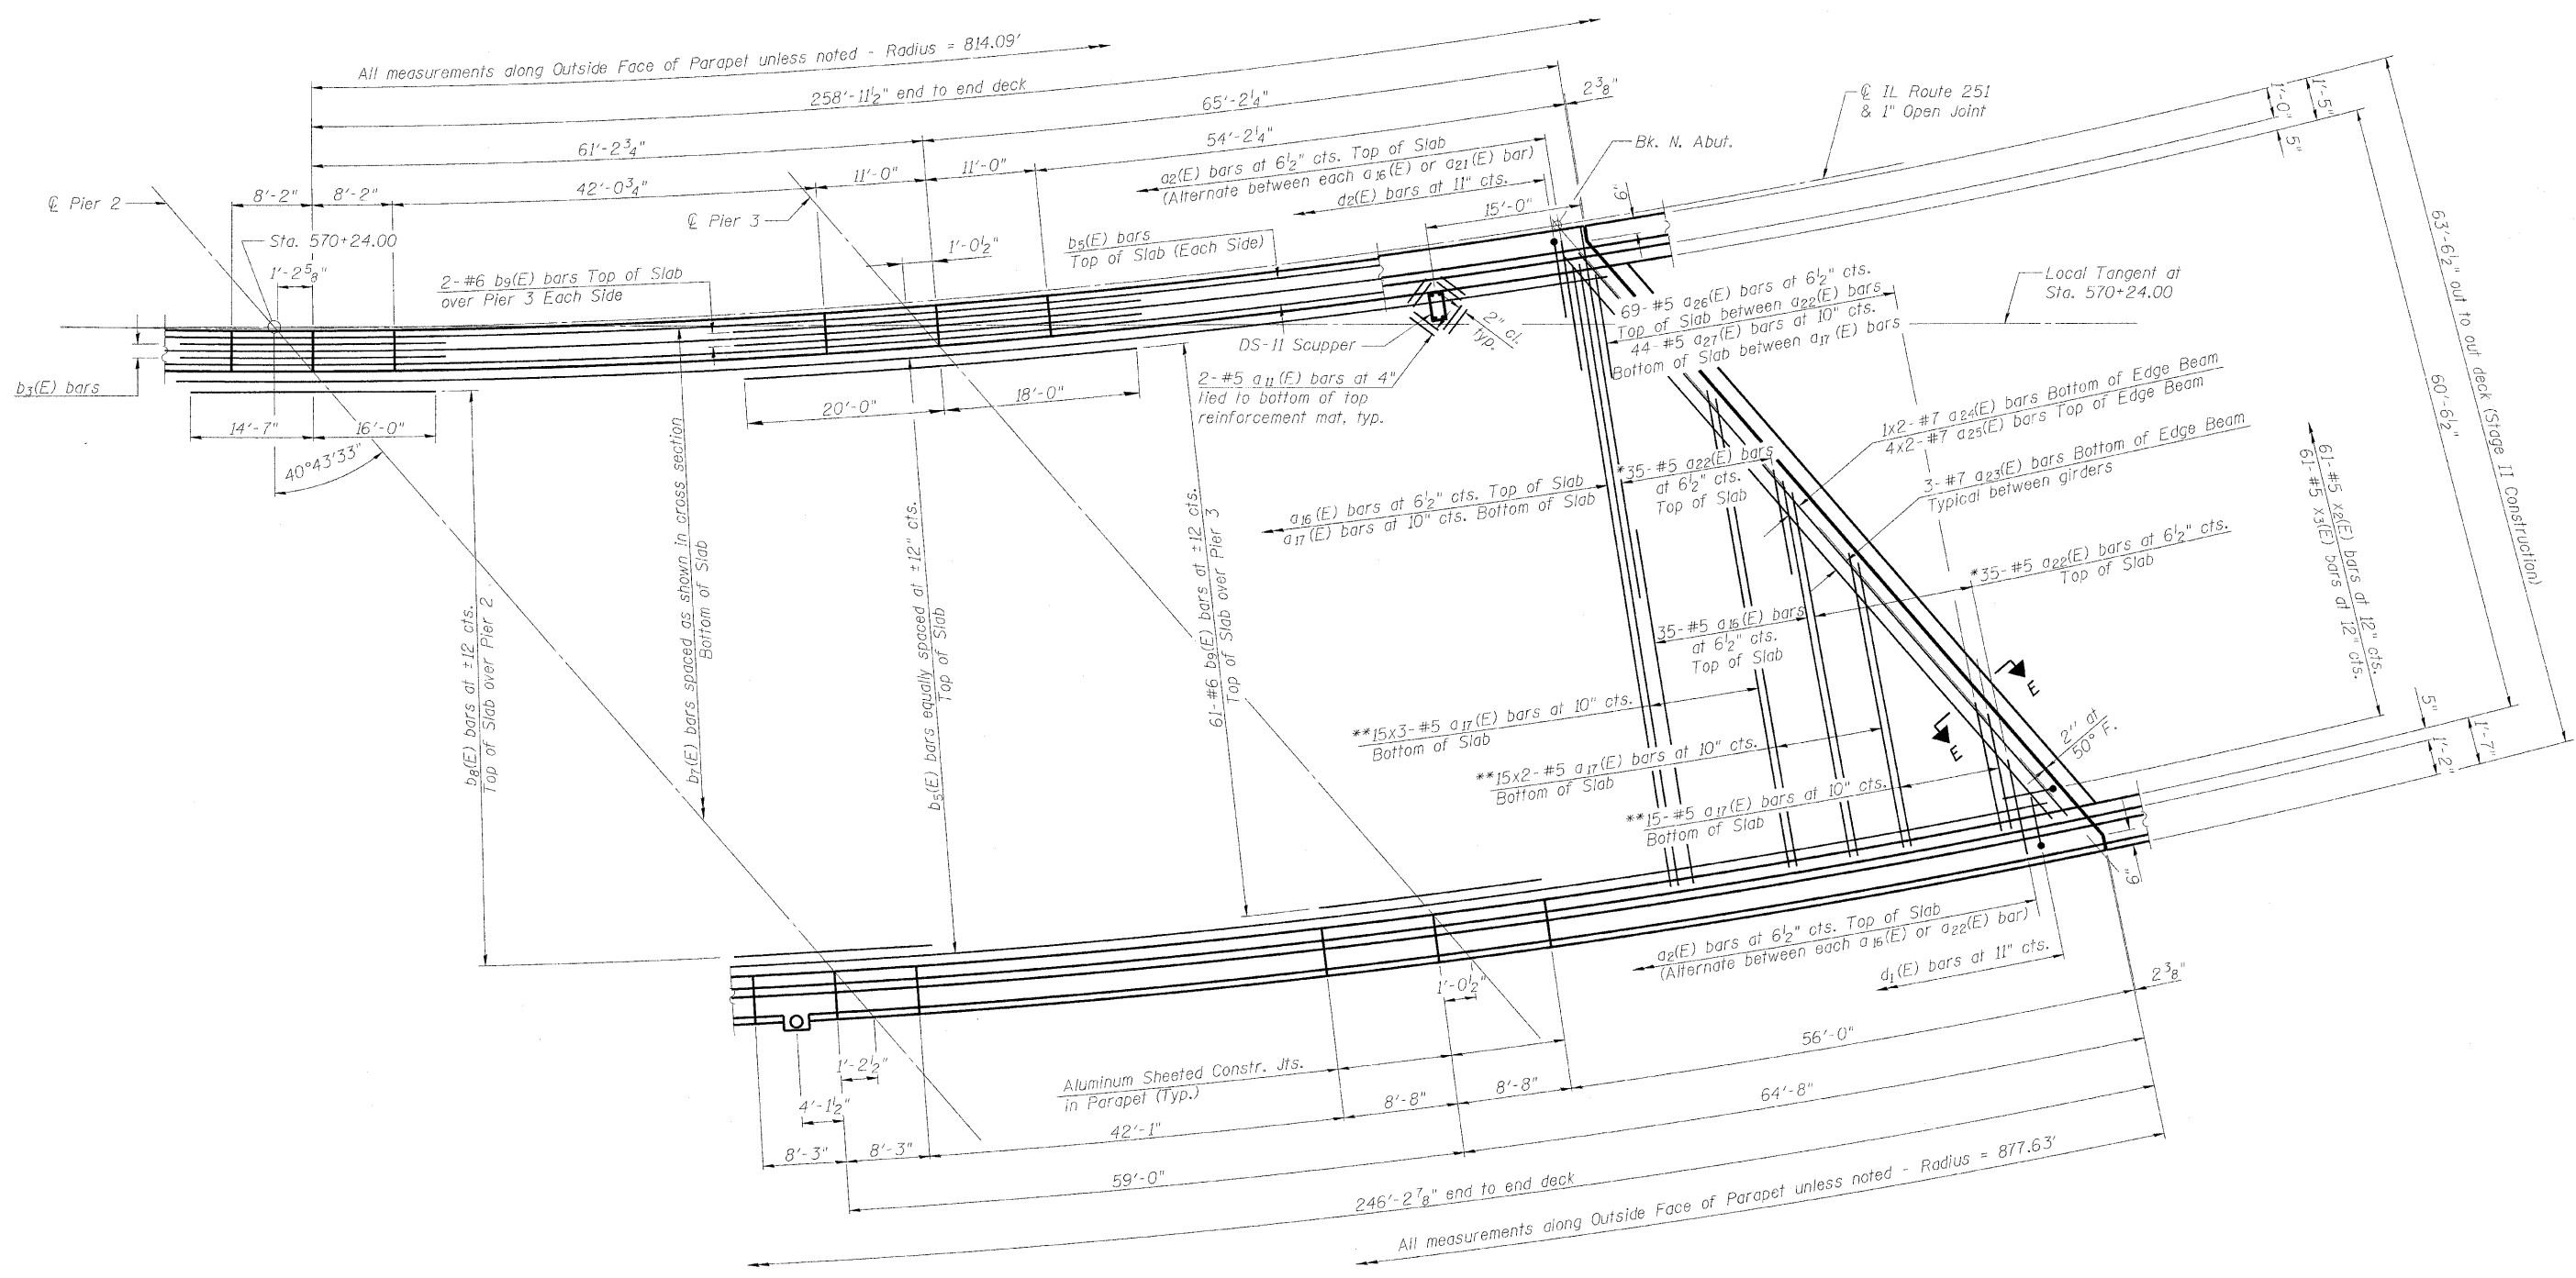 All measurements along Outside Face of Parapet unless noted - Radius = 814.09'
258'-11½" end to end deck
65'-2¼"
2⅜"
61'-2¾"
54'-2¼"
8'-2"
8'-2"
42'-0¾"
11'-0"
11'-0"
a2(E) bars at 6½" cts. Top of Slab
(Alternate between each a16(E) or a21(E) bar)
d2(E) bars at 11" cts.
15'-0"
6"
Bk. N. Abut.
℄ IL Route 251
& 1" Open Joint
1'-0"
1'-5"
5"
℄ Pier 2
Sta. 570+24.00
1'-2⅝"
℄ Pier 3
1'-0½"
b5(E) bars
Top of Slab (Each Side)
2-#6 b9(E) bars Top of Slab
over Pier 3 Each Side
Local Tangent at
Sta. 570+24.00
63'-6½" out to out deck (Stage II Construction)
60'-6½"
69-#5 a26(E) bars at 6½" cts.
Top of Slab between a22(E) bars
44-#5 a27(E) bars at 10" cts.
Bottom of Slab between a17(E) bars
DS-11 Scupper
2" cl.
typ.
2-#5 a11(E) bars at 4"
tied to bottom of top
reinforcement mat, typ.
b3(E) bars
14'-7"
16'-0"
20'-0"
18'-0"
40°43'33"
1x2-#7 a24(E) bars Bottom of Edge Beam
4x2-#7 a25(E) bars Top of Edge Beam
3-#7 a23(E) bars Bottom of Edge Beam
Typical between girders
61-#5 x2(E) bars at 12" cts.
61-#5 x3(E) bars at 12" cts.
*35-#5 a22(E) bars
at 6½" cts.
Top of Slab
a16(E) bars at 6½" cts. Top of Slab
a17(E) bars at 10" cts. Bottom of Slab
*35-#5 a22(E) bars at 6½" cts.
Top of Slab
35-#5 a16(E) bars
at 6½" cts.
Top of Slab
b8(E) bars at ±12 cts.
Top of Slab over Pier 2
b7(E) bars spaced as shown in cross section
Bottom of Slab
b5(E) bars equally spaced at ±12" cts.
Top of Slab
61-#6 b9(E) bars at ±12 cts.
Top of Slab over Pier 3
**15x3-#5 a17(E) bars at 10" cts.
Bottom of Slab
**15x2-#5 a17(E) bars at 10" cts.
Bottom of Slab
**15-#5 a17(E) bars at 10" cts.
Bottom of Slab
E
E
2" at
50° F.
5"
1'-7"
1'-2"
6"
a2(E) bars at 6½" cts. Top of Slab
(Alternate between each a16(E) or a22(E) bar)
d1(E) bars at 11" cts.
2⅜"
1'-0½"
1'-2½"
4'-1½"
Aluminum Sheeted Constr. Jts.
in Parapet (Typ.)
56'-0"
8'-8"
8'-8"
64'-8"
42'-1"
8'-3"
8'-3"
59'-0"
246'-2⅞" end to end deck
All measurements along Outside Face of Parapet unless noted - Radius = 877.63'